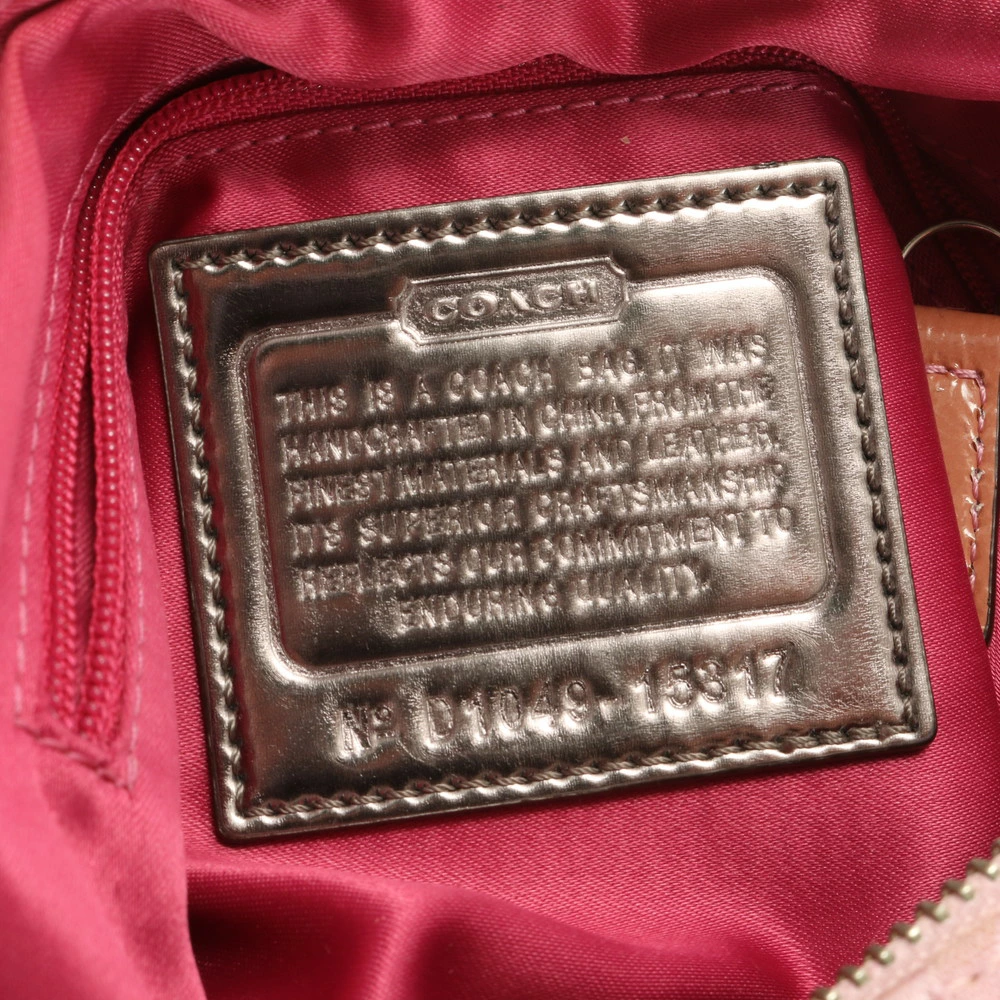 COACH
THIS IS A COACH BAG. IT WAS
HANDCRAFTED IN CHINA FROM THE
FINEST MATERIALS AND LEATHER.
ITS SUPERIOR CRAFTSMANSHIP
REFLECTS OUR COMMITMENT TO
ENDURING QUALITY.
Nº D1049-15317